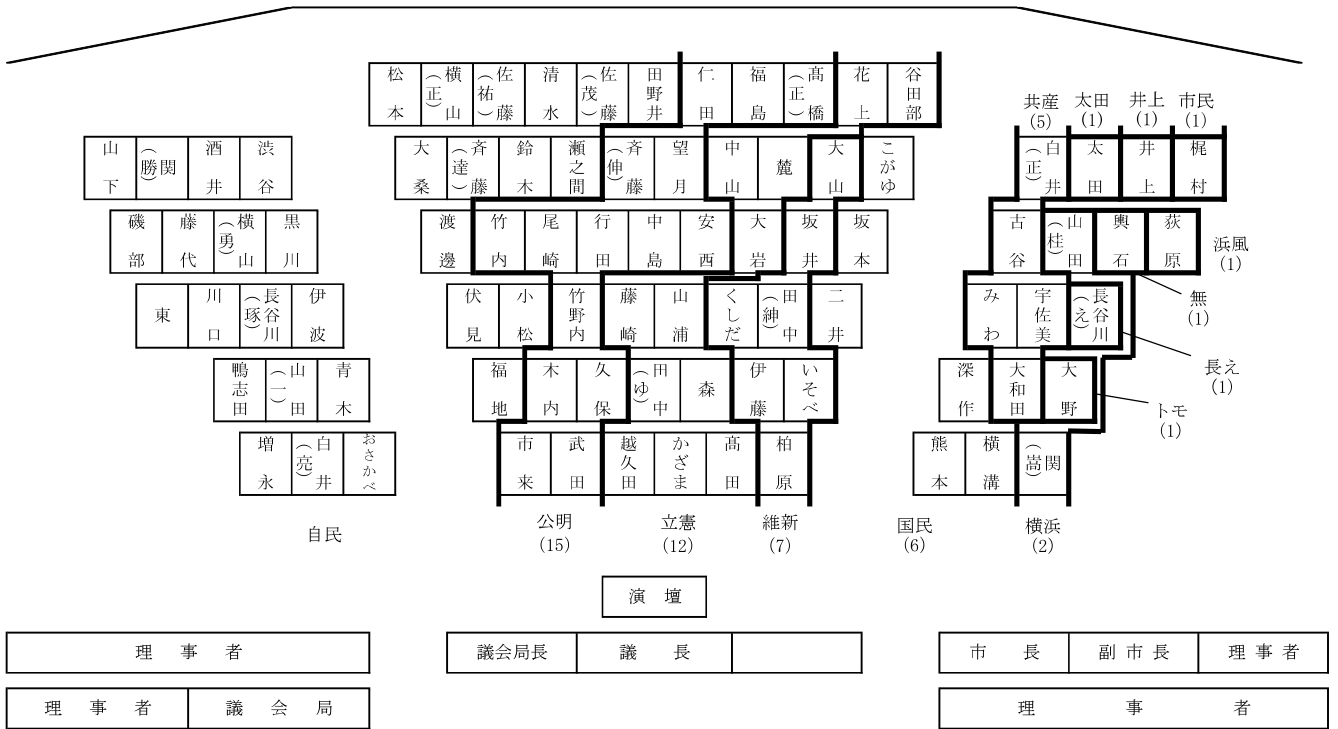 松本 横山(正) 佐藤(祐) 清水 佐藤(茂) 田野井 仁田 福島 髙橋(正) 花上 谷田部
共産(5) 太田(1) 井上(1) 市民(1)
山下 関(勝) 酒井 渋谷 大桑 斉藤(達) 鈴木 瀬之間 斉藤(伸) 望月 中山 麓 大山 こがゆ 白井(正) 太田 井上 梶村
磯部 藤代 横山(勇) 黒川 渡邊 竹内 尾崎 行田 中島 安西 大岩 坂井 坂本 古谷 山田(桂) 輿石 荻原 浜風(1)
無(1)
東 川口 長谷川(琢) 伊波 伏見 小松 竹野内 藤崎 山浦 くしだ 田中(紳) 二井 みわ 宇佐美 長谷川(え)
長え(1)
鴨志田 山田(一) 青木 福地 木内 久保 田中(ゆ) 森 伊藤 いそべ 深作 大和田 大野
トモ(1)
増永 白井(亮) おさかべ 市来 武田 越久田 かざま 髙田 柏原 熊本 横溝 関(嵩)
自民 公明(15) 立憲(12) 維新(7) 国民(6) 横浜(2)
演壇
理事者 議会局長 議長 市長 副市長 理事者
理事者 議会局 理事者